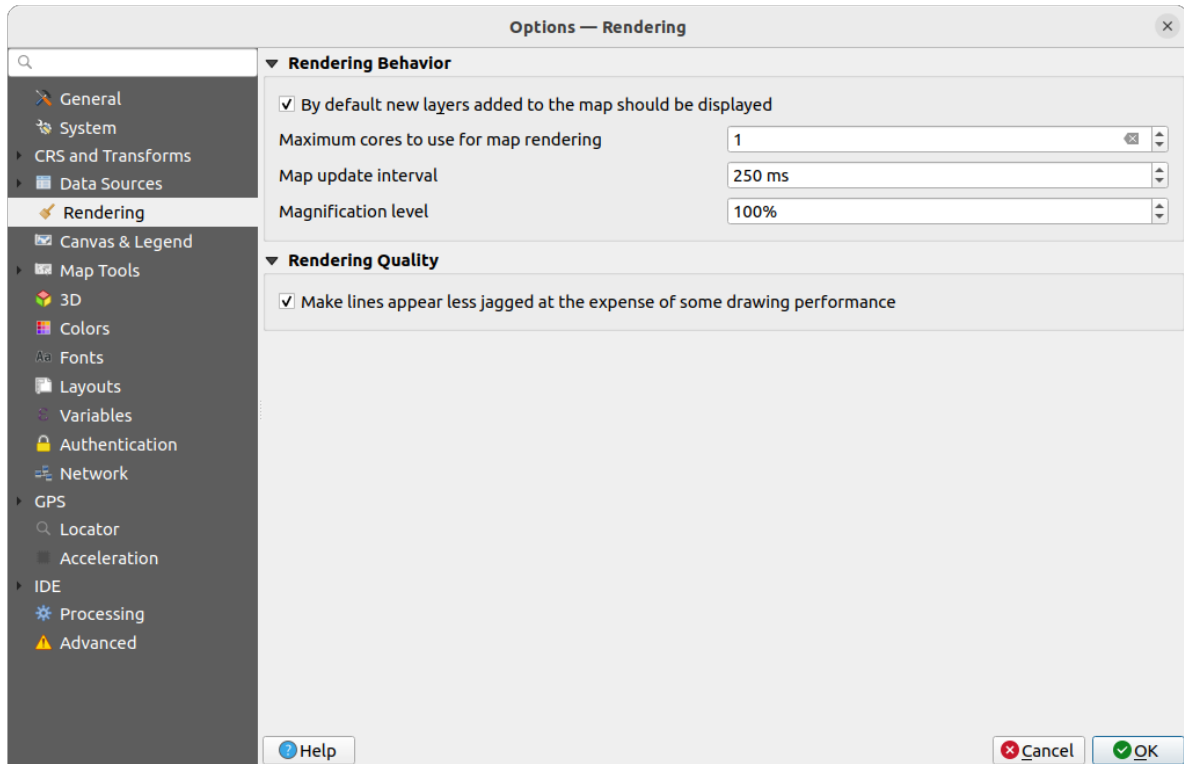 Options — Rendering
General
System
CRS and Transforms
Data Sources
Rendering
Canvas & Legend
Map Tools
3D
Colors
Aa Fonts
Layouts
ε Variables
Authentication
Network
GPS
Locator
Acceleration
IDE
Processing
Advanced
Rendering Behavior
By default new layers added to the map should be displayed
Maximum cores to use for map rendering 1
Map update interval 250 ms
Magnification level 100%
Rendering Quality
Make lines appear less jagged at the expense of some drawing performance
? Help
Cancel
OK